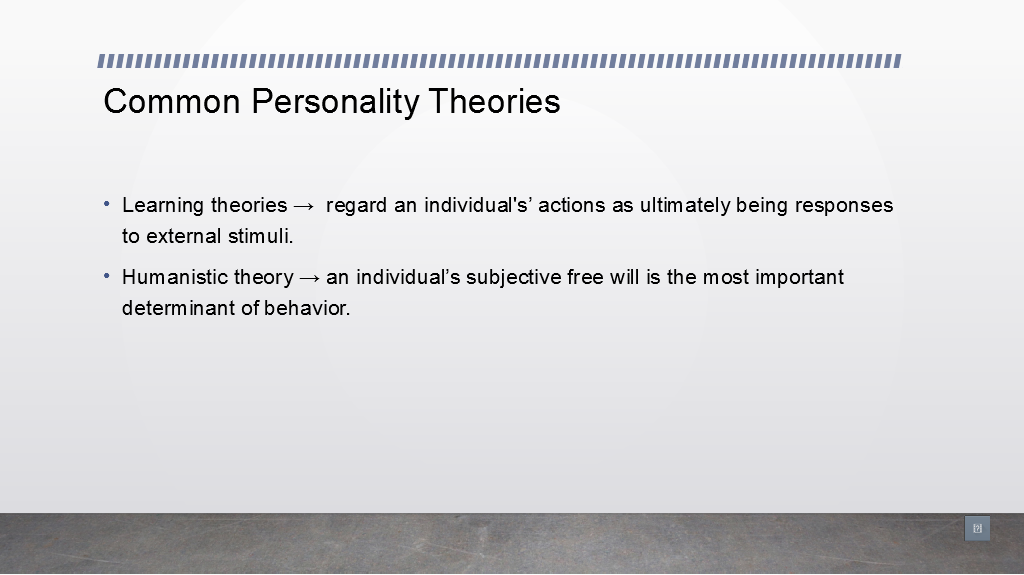 Common Personality Theories
• Learning theories →  regard an individual's’ actions as ultimately being responses
to external stimuli.
• Humanistic theory → an individual’s subjective free will is the most important
determinant of behavior.